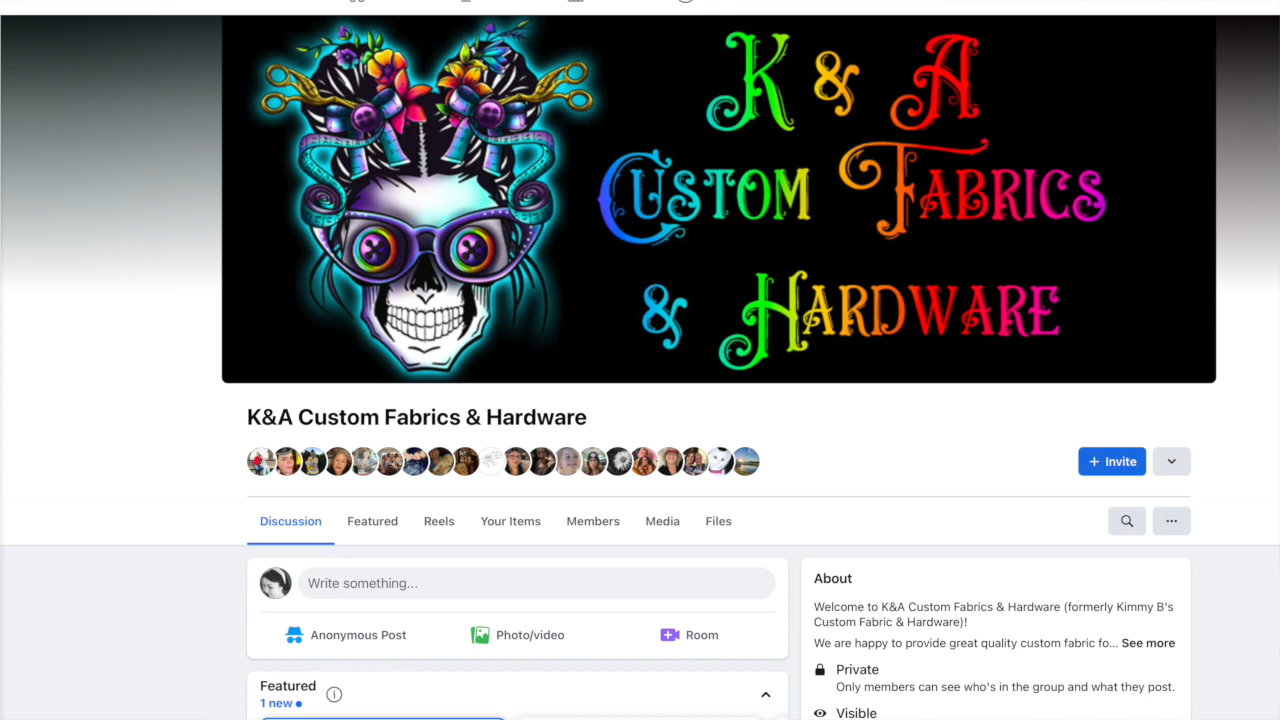 K & A
Custom Fabrics
& Hardware
K&A Custom Fabrics & Hardware
+ Invite
Discussion Featured Reels Your Items Members Media Files
Write something...
Anonymous Post Photo/video Room
Featured
1 new
About
Welcome to K&A Custom Fabrics & Hardware (formerly Kimmy B's
Custom Fabric & Hardware)!
We are happy to provide great quality custom fabric fo... See more
Private
Only members can see who's in the group and what they post.
Visible